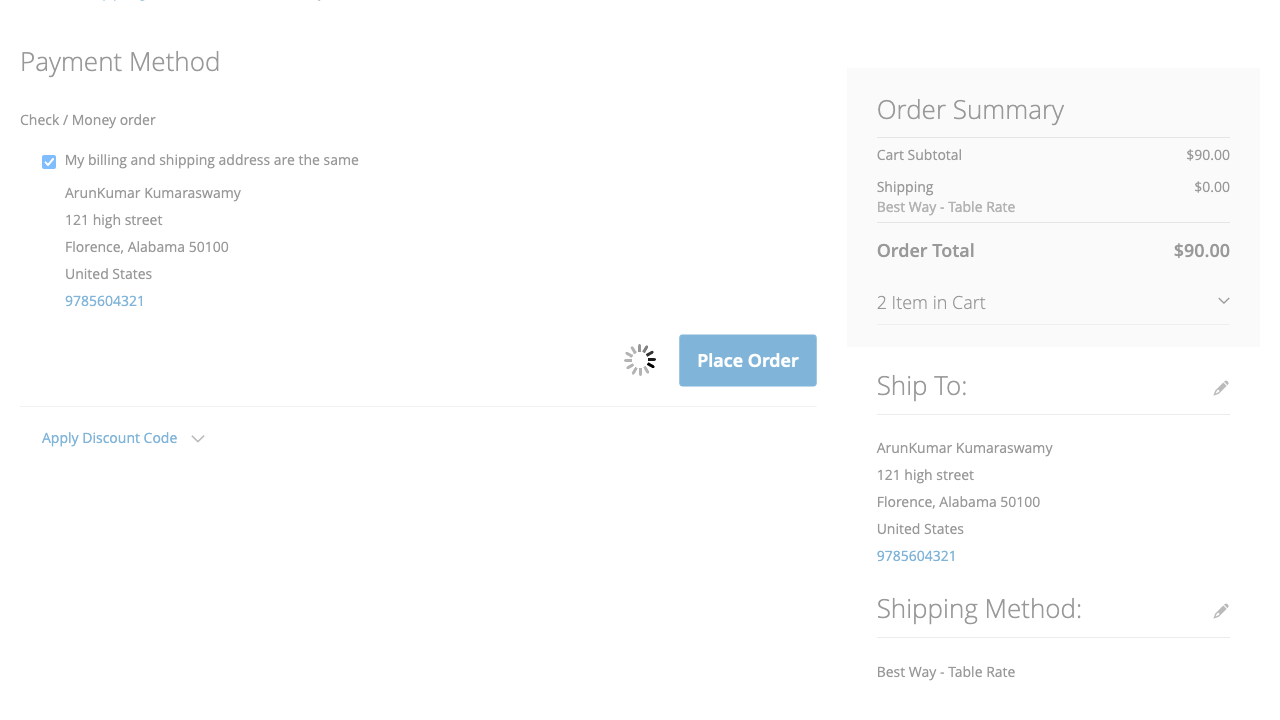 Payment Method
Check / Money order
My billing and shipping address are the same
ArunKumar Kumaraswamy
121 high street
Florence, Alabama 50100
United States
9785604321
Place Order
Apply Discount Code
Order Summary
Cart Subtotal $90.00
Shipping $0.00
Best Way - Table Rate
Order Total $90.00
2 Item in Cart
Ship To:
ArunKumar Kumaraswamy
121 high street
Florence, Alabama 50100
United States
9785604321
Shipping Method:
Best Way - Table Rate